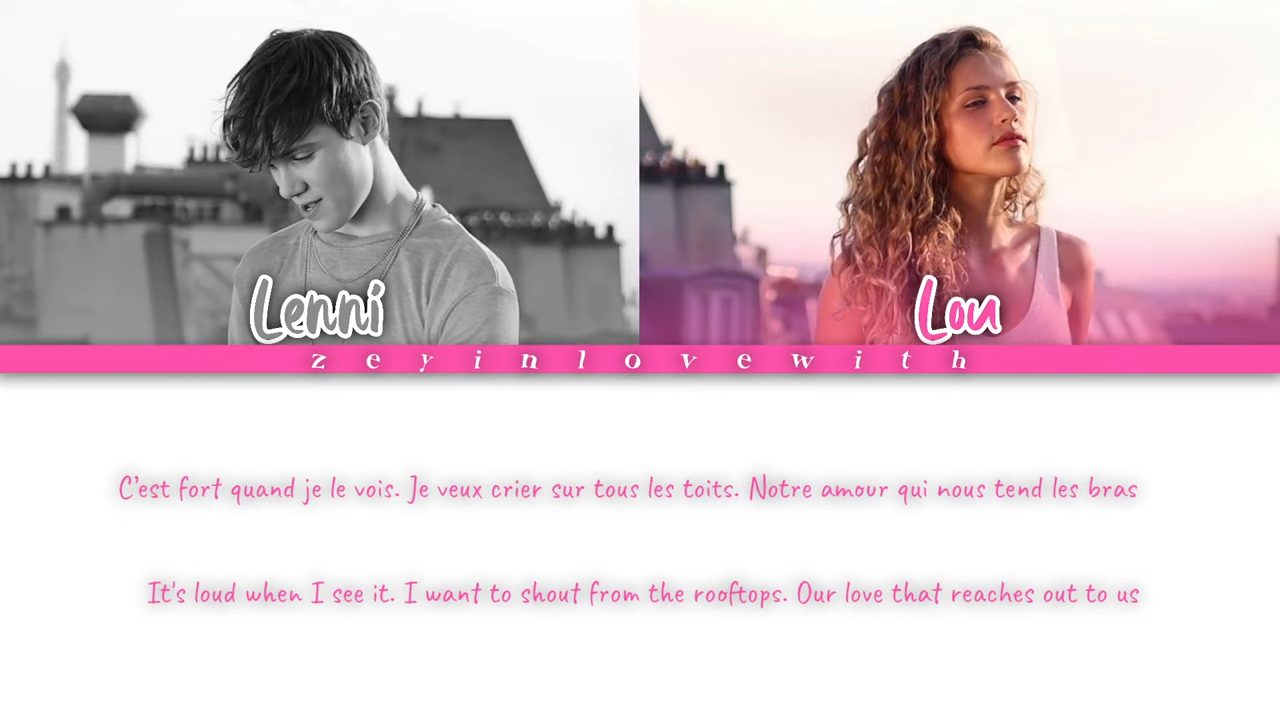 Lenni
Lou
zeyinlovewith
C'est fort quand je le vois. Je veux crier sur tous les toits. Notre amour qui nous tend les bras
It's loud when I see it. I want to shout from the rooftops. Our love that reaches out to us